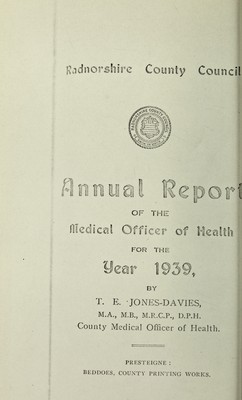 Radnorshire County Council
Annual Report
OF THE
Medical Officer of Health
FOR THE
Year 1939,
BY
T. E. JONES-DAVIES,
M.A., M.B., M.R.C.P., D.P.H.
County Medical Officer of Health.
PRESTEIGNE:
BEDDOES, COUNTY PRINTING WORKS.